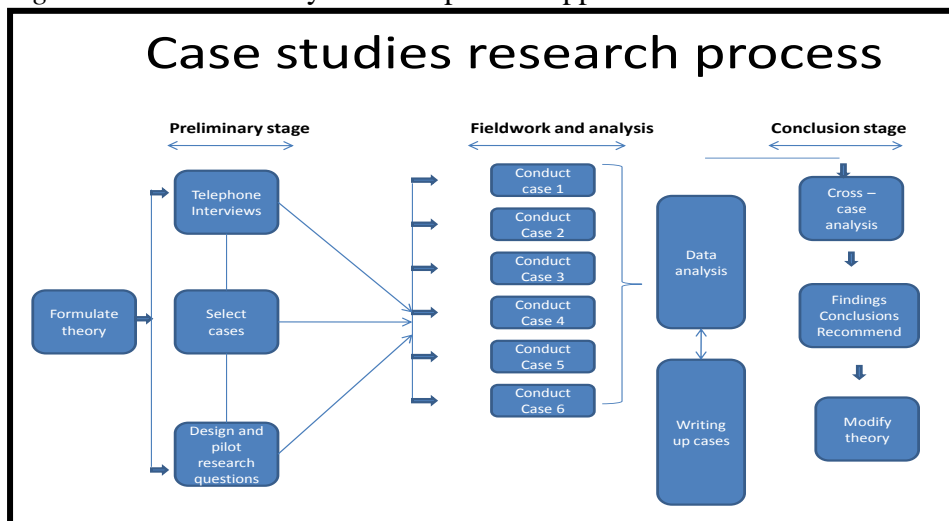 Case studies research process
Preliminary stage
Fieldwork and analysis
Conclusion stage
Formulate
theory
Telephone
Interviews
Select
cases
Design and
pilot
research
questions
Conduct
case 1
Conduct
Case 2
Conduct
Case 3
Conduct
Case 4
Conduct
Case 5
Conduct
Case 6
Data
analysis
Writing
up cases
Cross –
case
analysis
Findings
Conclusions
Recommend
Modify
theory